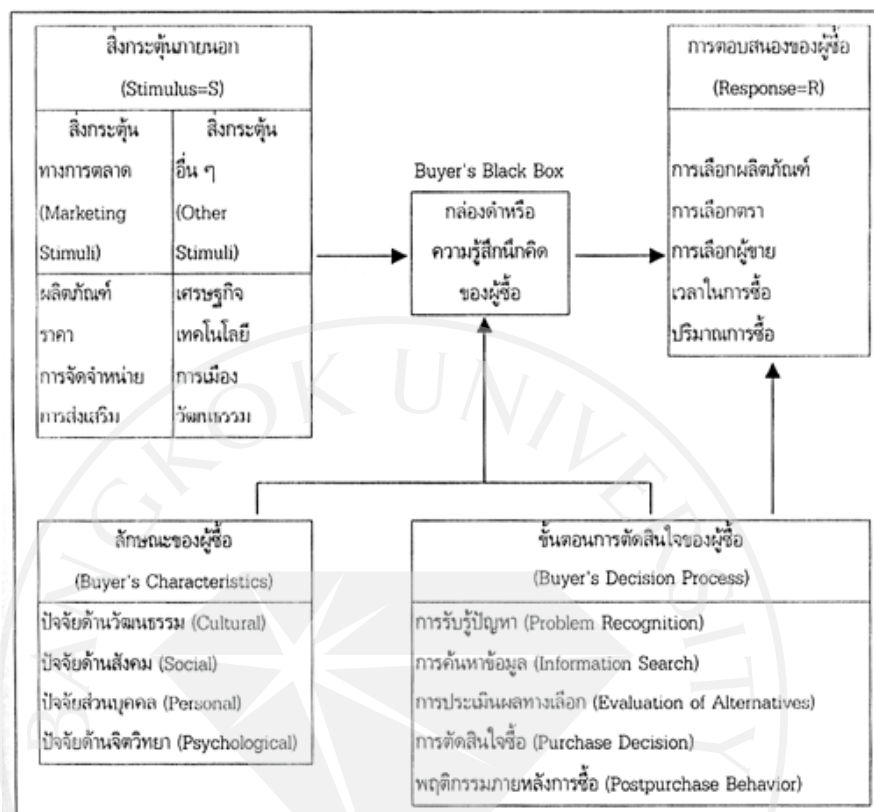 สิ่งกระตุ้นภายนอก
(Stimulus=S)
สิ่งกระตุ้น
ทางการตลาด
(Marketing
Stimuli)
สิ่งกระตุ้น
อื่น ๆ
(Other
Stimuli)
ผลิตภัณฑ์
ราคา
การจัดจำหน่าย
การส่งเสริม
เศรษฐกิจ
เทคโนโลยี
การเมือง
วัฒนธรรม
Buyer's Black Box
กล่องดำหรือ
ความรู้สึกนึกคิด
ของผู้ซื้อ
การตอบสนองของผู้ซื้อ
(Response=R)
การเลือกผลิตภัณฑ์
การเลือกตรา
การเลือกผู้ขาย
เวลาในการซื้อ
ปริมาณการซื้อ
ลักษณะของผู้ซื้อ
(Buyer's Characteristics)
ปัจจัยด้านวัฒนธรรม (Cultural)
ปัจจัยด้านสังคม (Social)
ปัจจัยส่วนบุคคล (Personal)
ปัจจัยด้านจิตวิทยา (Psychological)
ขั้นตอนการตัดสินใจของผู้ซื้อ
(Buyer's Decision Process)
การรับรู้ปัญหา (Problem Recognition)
การค้นหาข้อมูล (Information Search)
การประเมินผลทางเลือก (Evaluation of Alternatives)
การตัดสินใจซื้อ (Purchase Decision)
พฤติกรรมภายหลังการซื้อ (Postpurchase Behavior)
BANGKOK UNIVERSITY